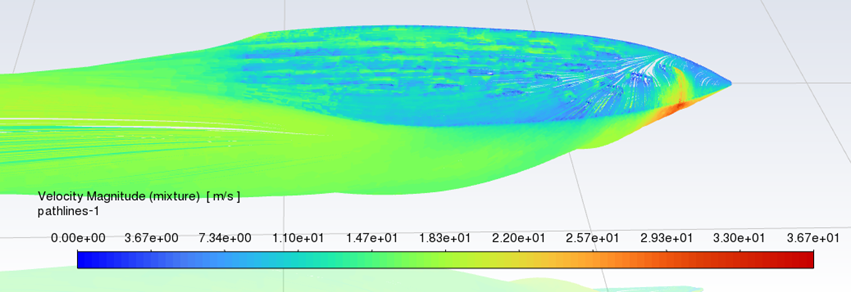 Velocity Magnitude (mixture) [ m/s ]
pathlines-1
0.00e+00 3.67e+00 7.34e+00 1.10e+01 1.47e+01 1.83e+01 2.20e+01 2.57e+01 2.93e+01 3.30e+01 3.67e+01